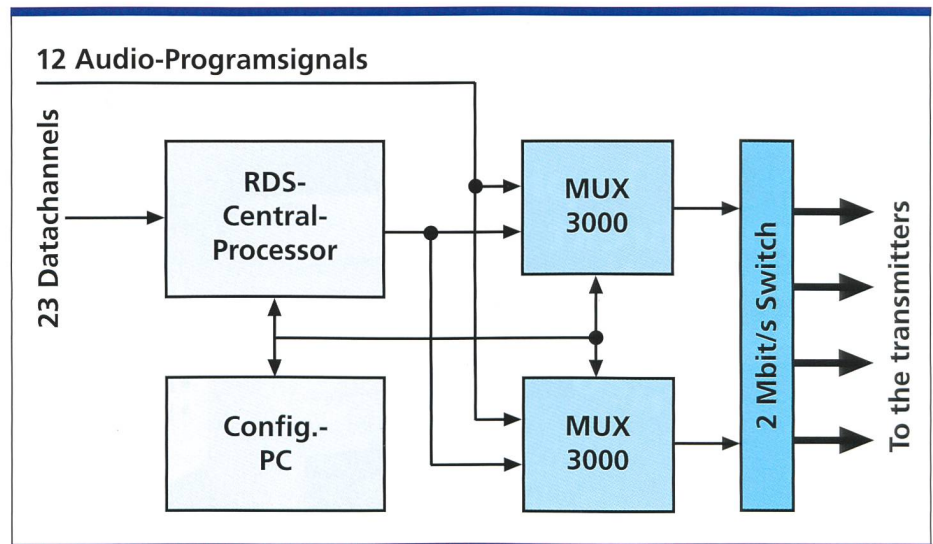 12 Audio-Programsignals
23 Datachannels
RDS-
Central-
Processor
MUX
3000
Config.-
PC
MUX
3000
2 Mbit/s Switch
To the transmitters